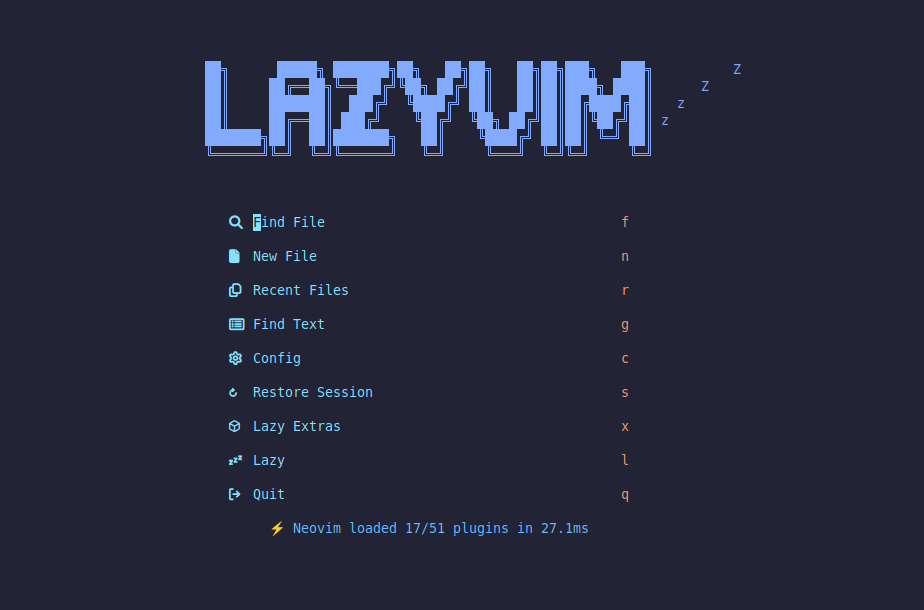 LAZYVIM Z
Z
z
z
Find File f
New File n
Recent Files r
Find Text g
Config c
Restore Session s
Lazy Extras x
Lazy l
Quit q
⚡ Neovim loaded 17/51 plugins in 27.1ms